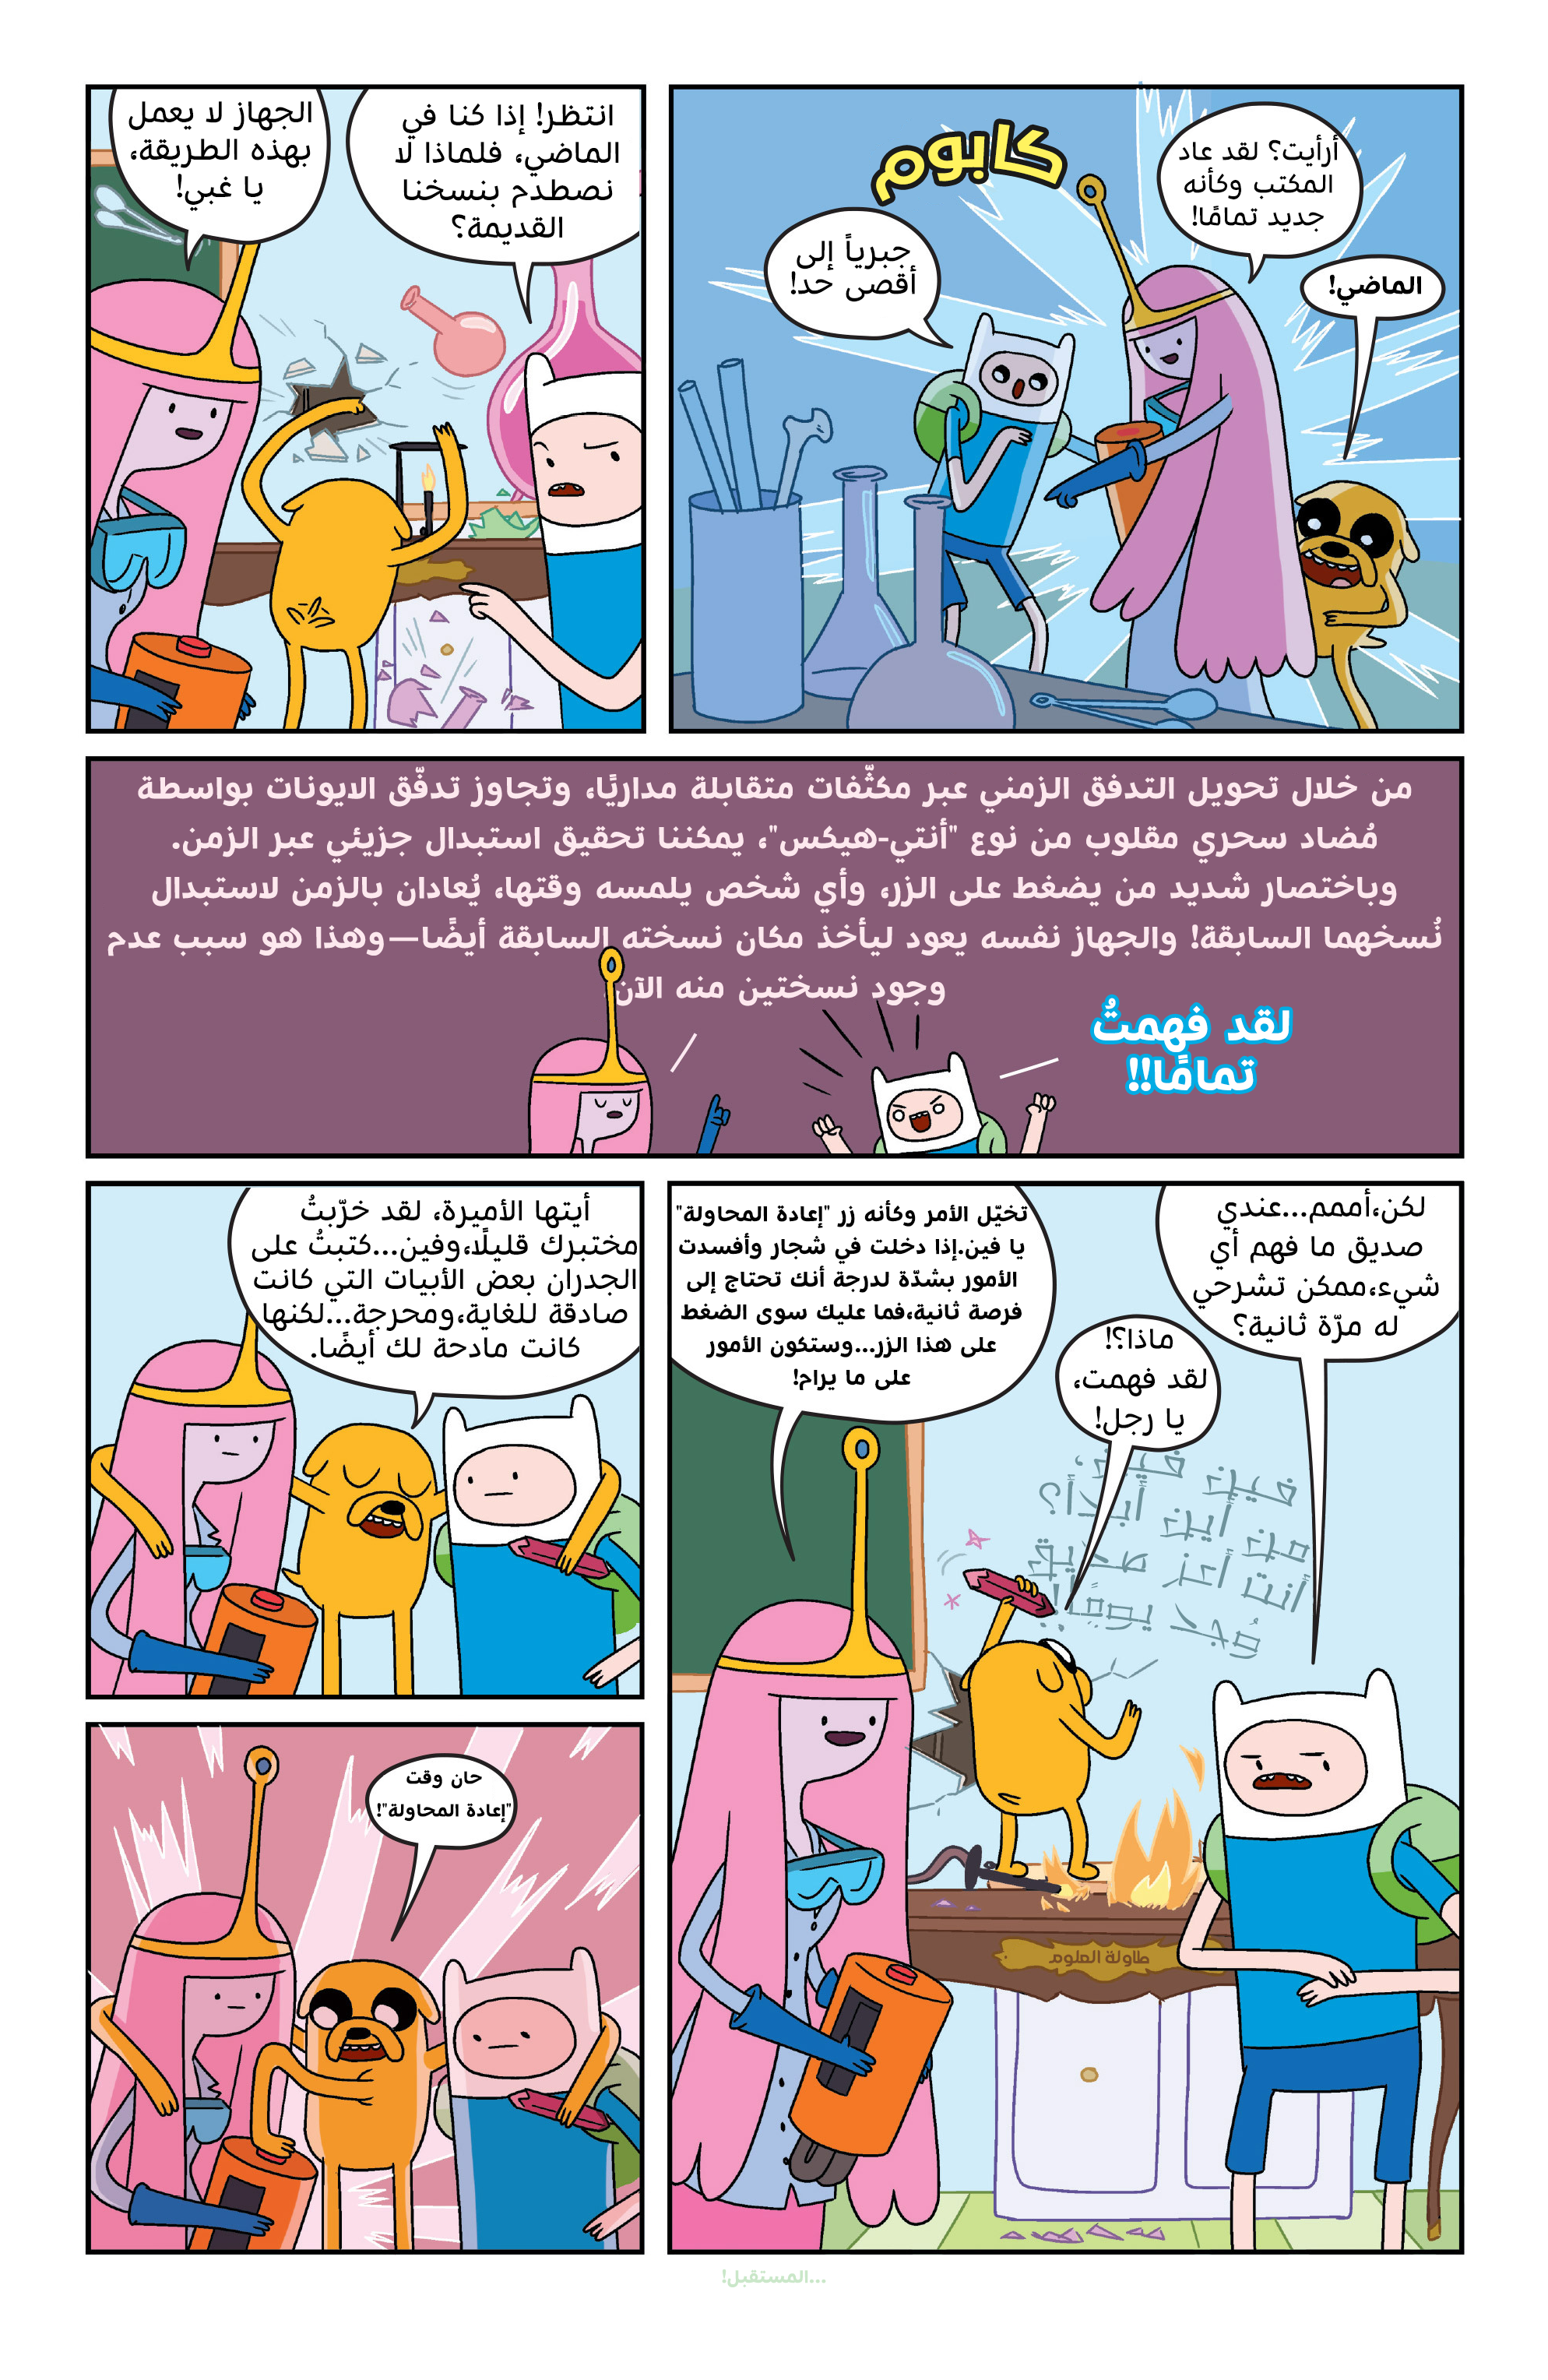 كابوم
أرأيت؟ لقد عاد
المكتب وكأنه
جديد تمامًا!
الماضي!
جبرياً إلى
أقصى حد!
انتظر! إذا كنا في
الماضي، فلماذا لا
نصطدم بنسخنا
القديمة؟
الجهاز لا يعمل
بهذه الطريقة،
يا غبي!
من خلال تحويل التدفق الزمني عبر مكثّفات متقابلة مداريًا، وتجاوز تدفّق الايونات بواسطة
مُضاد سحري مقلوب من نوع "أنتي-هيكس"، يمكننا تحقيق استبدال جزيئي عبر الزمن.
وباختصار شديد من يضغط على الزر، وأي شخص يلمسه وقتها، يُعادان بالزمن لاستبدال
نُسخهما السابقة! والجهاز نفسه يعود ليأخذ مكان نسخته السابقة أيضًا—وهذا هو سبب عدم
وجود نسختين منه الآن
لقد فهمتُ
تمامًا!!
لكن،أممم...عندي
صديق ما فهم أي
شيء،ممكن تشرحي
له مرّة ثانية؟
ماذا؟!
لقد فهمت،
يا رجل!
تخيّل الأمر وكأنه زر "إعادة المحاولة"
يا فين.إذا دخلت في شجار وأفسدت
الأمور بشدّة لدرجة أنك تحتاج إلى
فرصة ثانية،فما عليك سوى الضغط
على هذا الزر...وستكون الأمور
على ما يرام!
طاولة العلوم
أيتها الأميرة، لقد خرّبتُ
مختبرك قليلًا،وفين...كتبتُ على
الجدران بعض الأبيات التي كانت
صادقة للغاية،ومحرجة...لكنها
كانت مادحة لك أيضًا.
حان وقت
"إعادة المحاولة"!
...المستقبل!